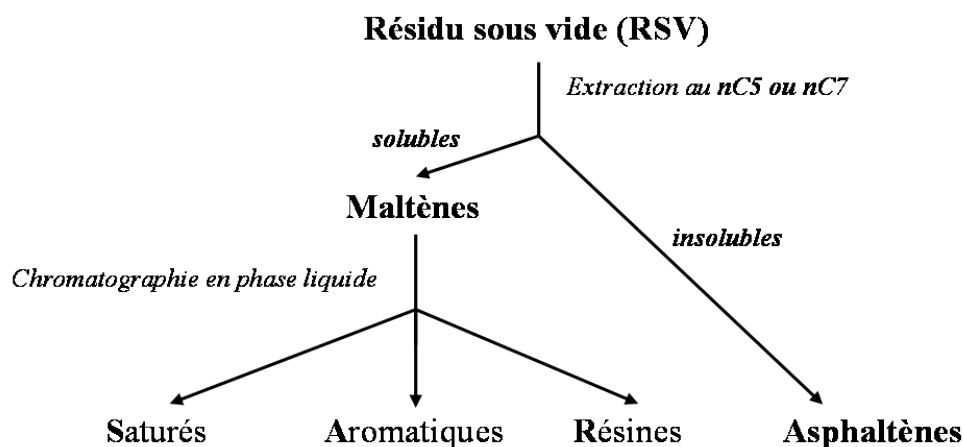 Résidu sous vide (RSV)
Extraction au nC5 ou nC7
solubles
Maltènes
insolubles
Chromatographie en phase liquide
Saturés Aromatiques Résines Asphaltènes